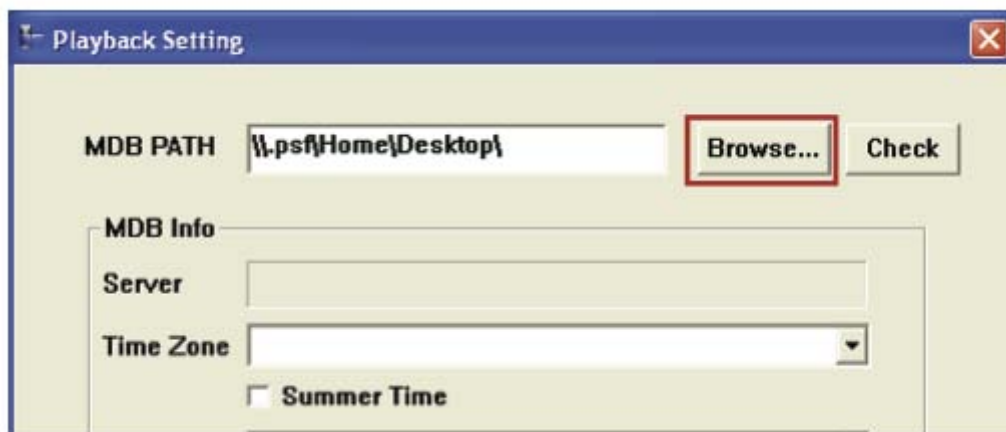 Playback Setting
MDB PATH \\.psf\Home\Desktop\ Browse... Check
MDB Info
Server
Time Zone
Summer Time